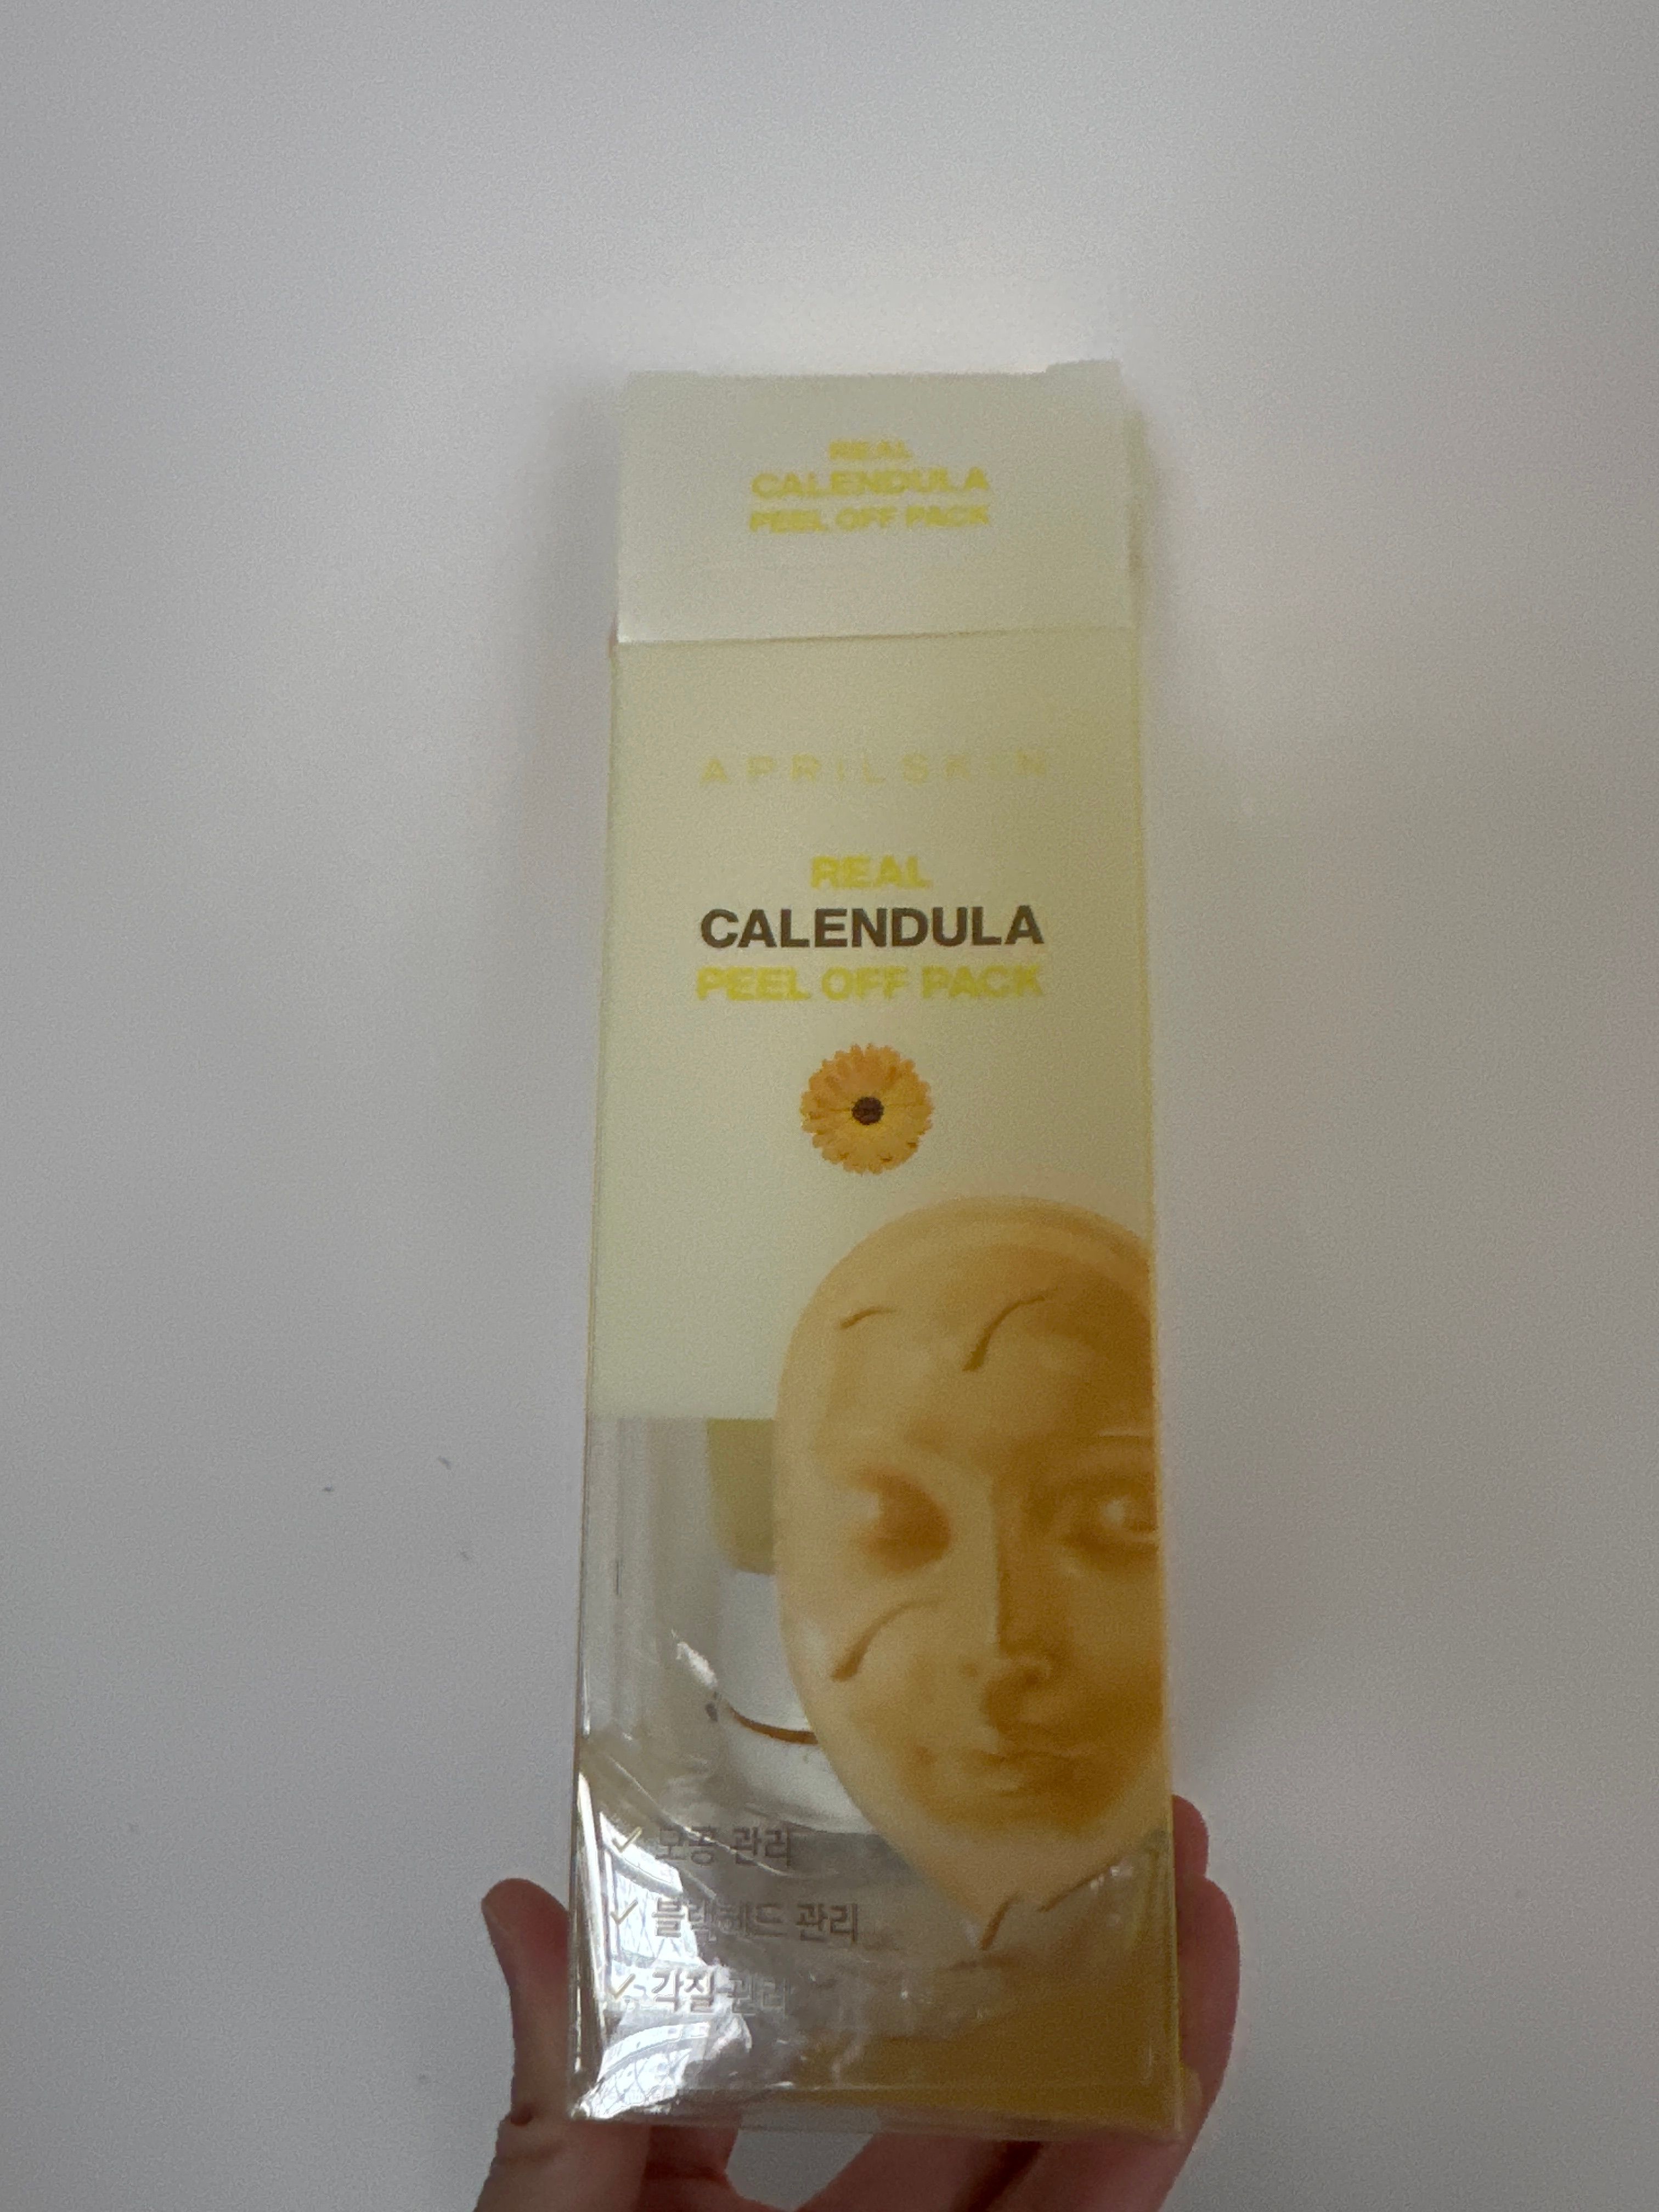 REAL
CALENDULA
PEEL OFF PACK
APRILSKIN
REAL
CALENDULA
PEEL OFF PACK
✓ 모공 관리
✓ 블랙헤드 관리
✓ 각질 관리